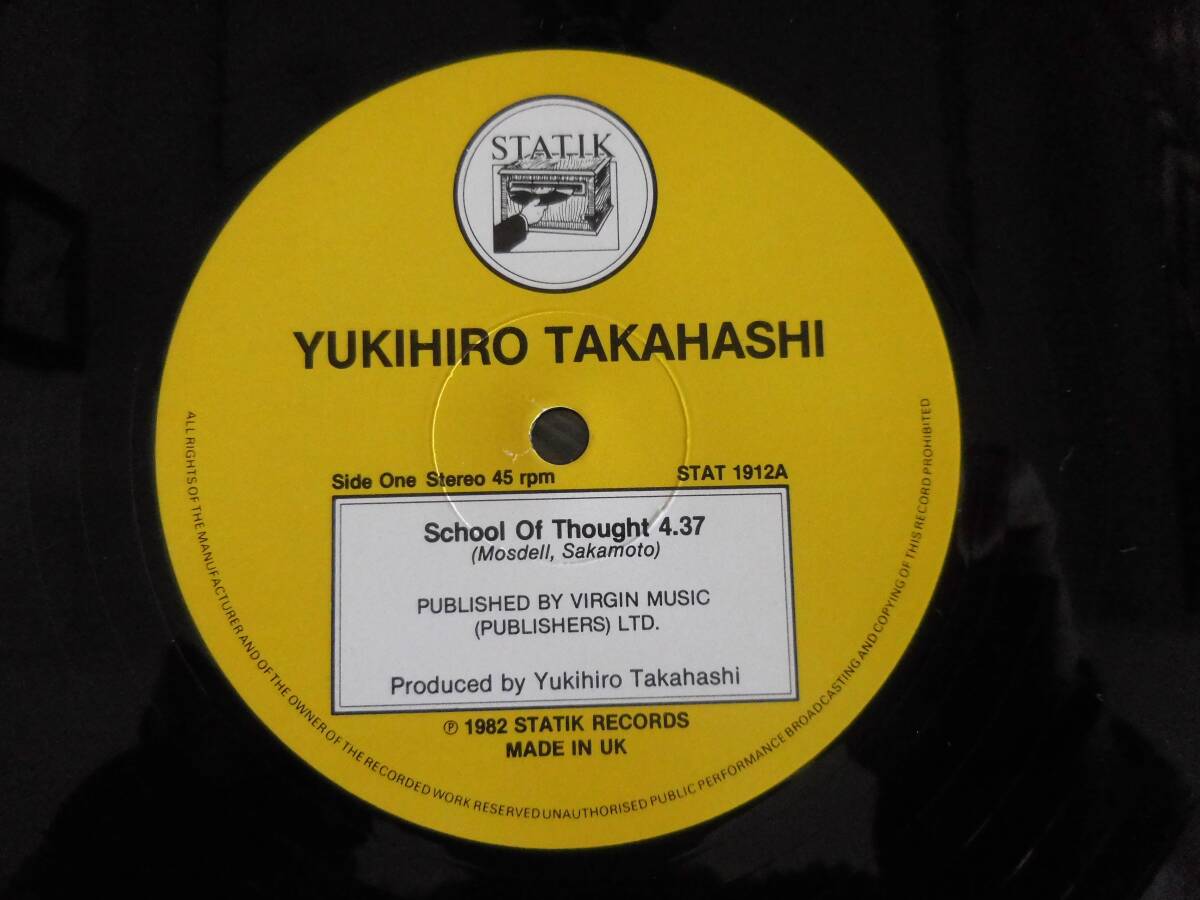 STATIK
YUKIHIRO TAKAHASHI
Side One Stereo 45 rpm
STAT 1912A
School Of Thought 4.37
(Mosdell, Sakamoto)
PUBLISHED BY VIRGIN MUSIC
(PUBLISHERS) LTD.
Produced by Yukihiro Takahashi
℗ 1982 STATIK RECORDS
MADE IN UK
ALL RIGHTS OF THE MANUFACTURER AND OF THE OWNER OF THE RECORDED WORK RESERVED UNAUTHORISED PUBLIC PERFORMANCE BROADCASTING AND COPYING OF THIS RECORD PROHIBITED